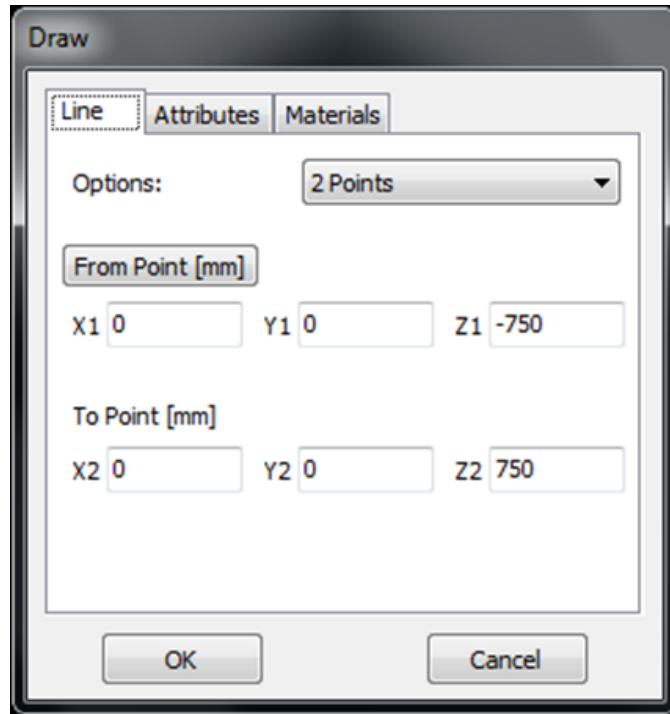 Draw
Line Attributes Materials
Options: 2 Points
From Point [mm]
X1 0 Y1 0 Z1 -750
To Point [mm]
X2 0 Y2 0 Z2 750
OK Cancel